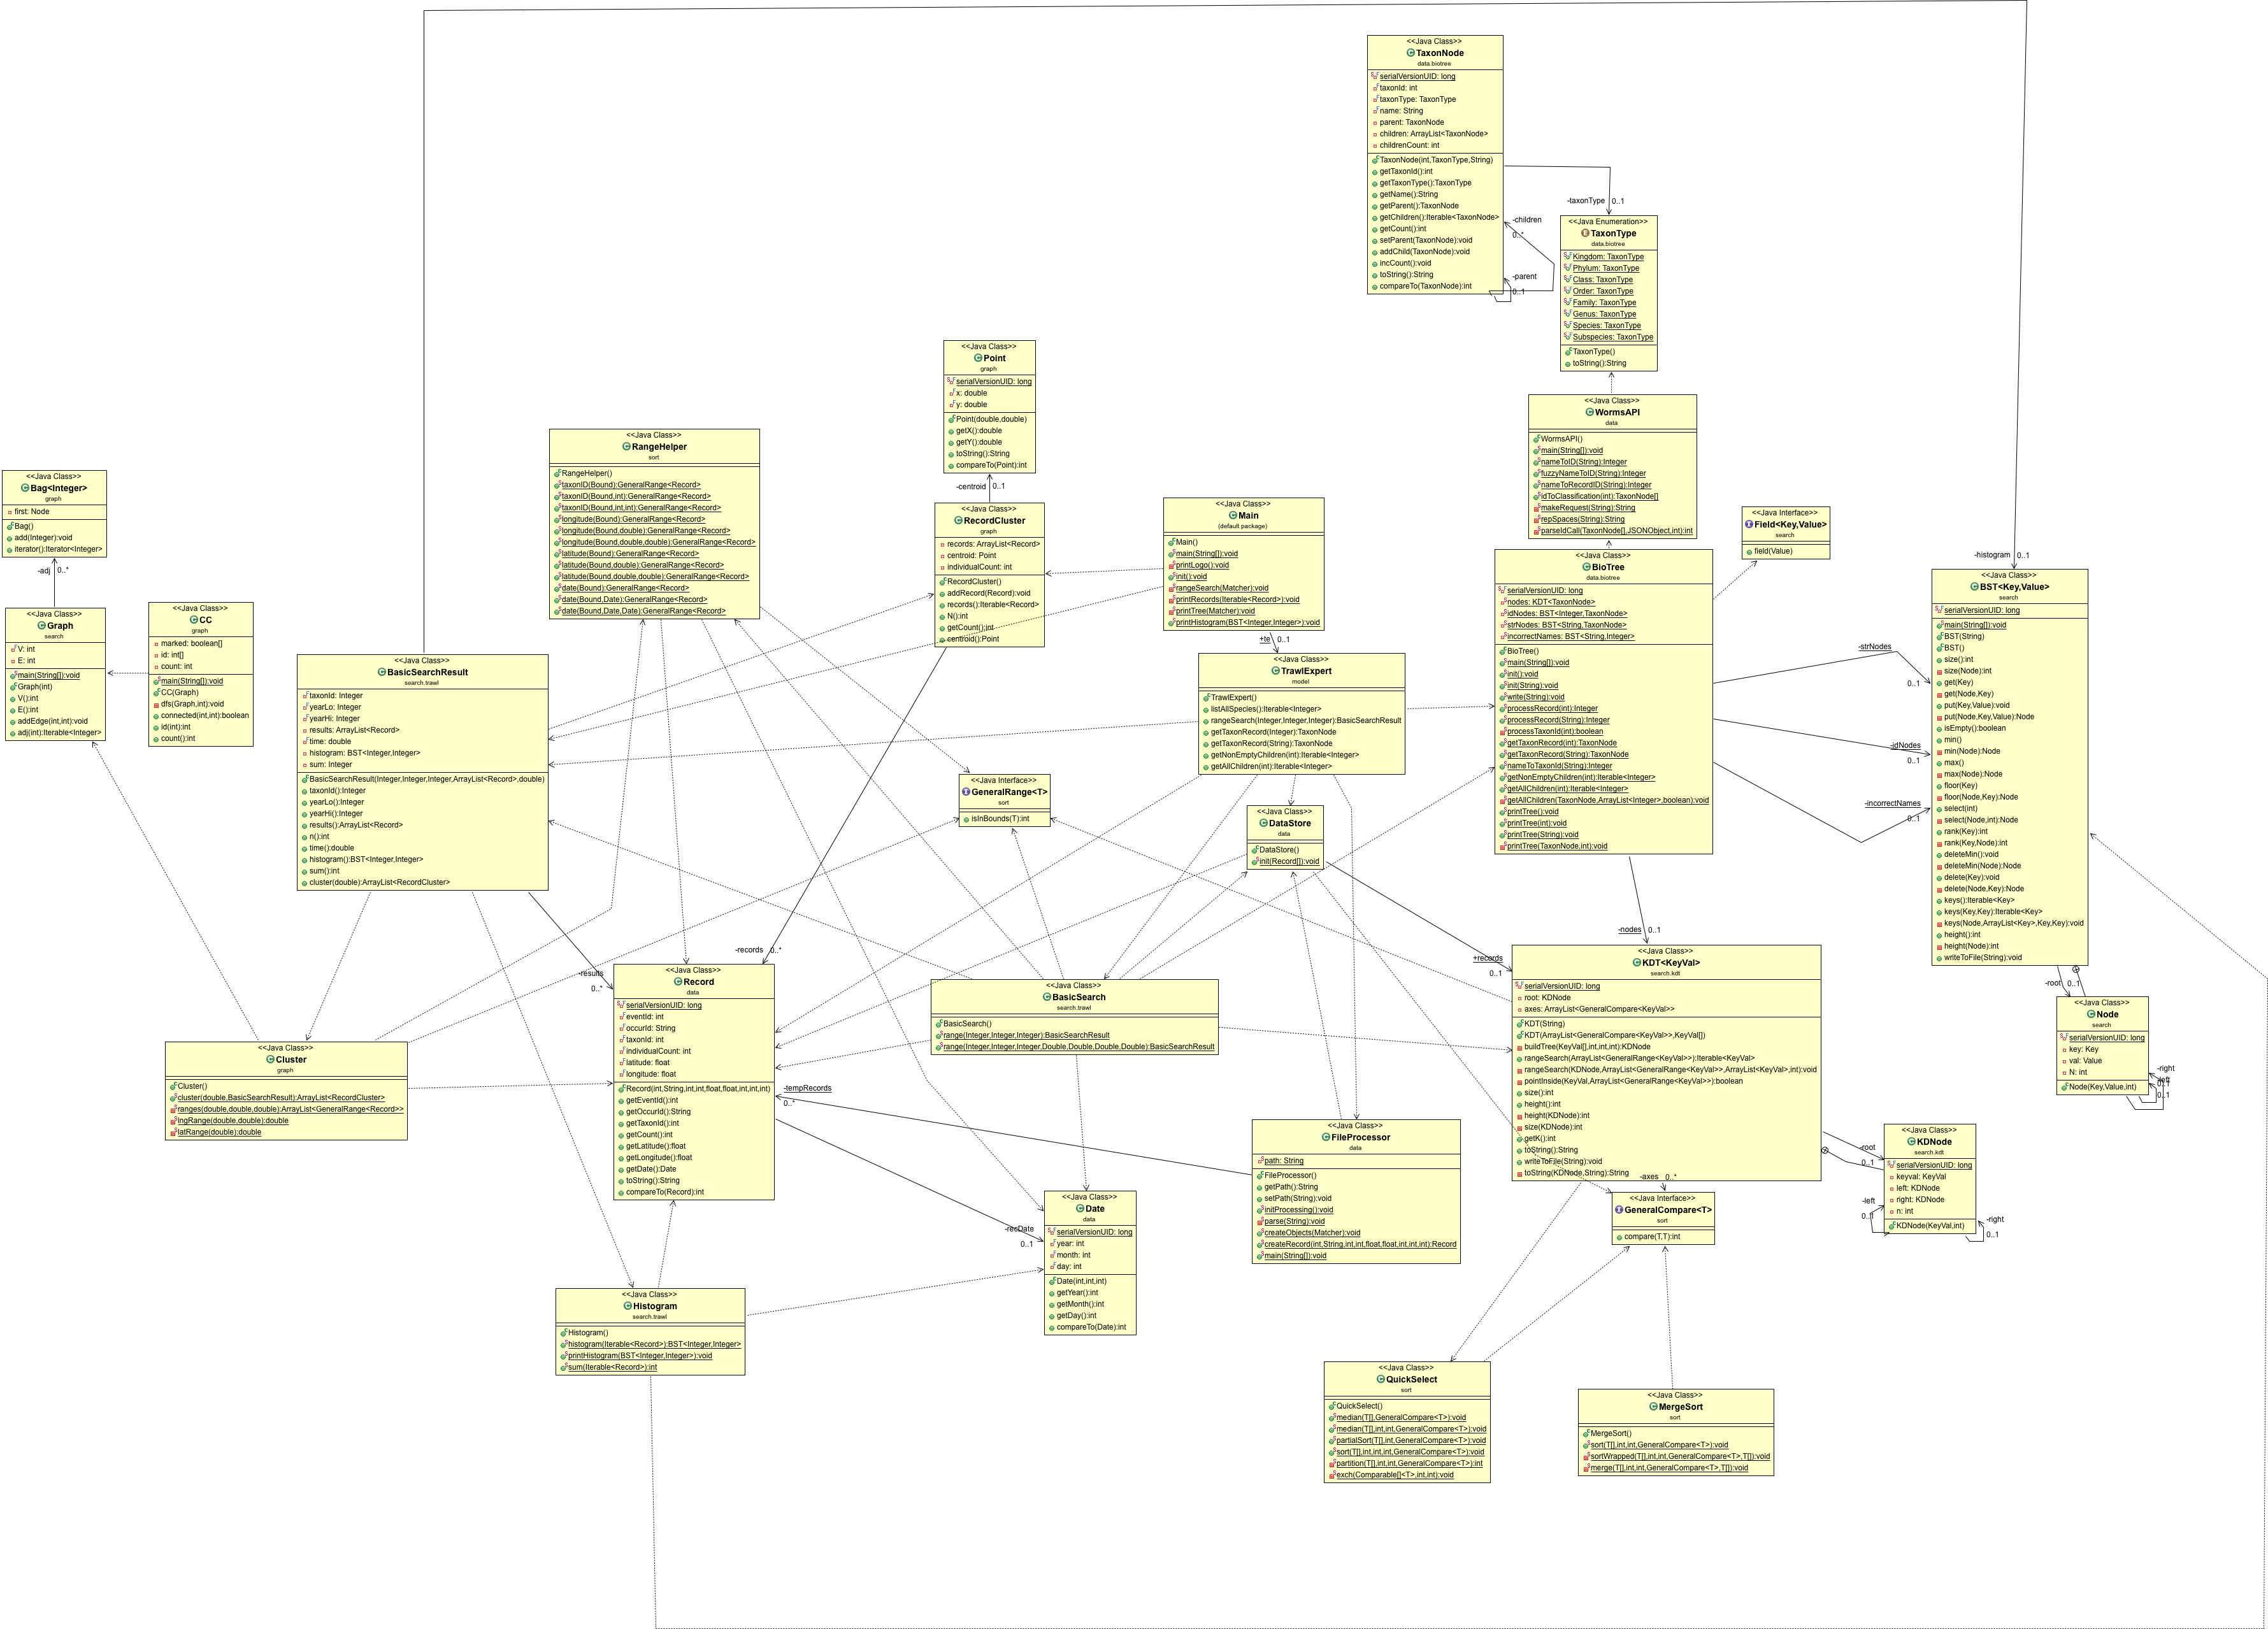 <<Java Class>>
TaxonNode
data.biotree
serialVersionUID: long
taxonId: int
taxonType: TaxonType
name: String
parent: TaxonNode
children: ArrayList<TaxonNode>
childrenCount: int
TaxonNode(int,TaxonType,String)
getTaxonId():int
getTaxonType():TaxonType
getName():String
getParent():TaxonNode
getChildren():Iterable<TaxonNode>
getCount():int
setParent(TaxonNode):void
addChild(TaxonNode):void
incCount():void
toString():String
compareTo(TaxonNode):int
-children
0..*
-parent
0..1
-taxonType 0..1
<<Java Enumeration>>
TaxonType
data.biotree
Kingdom: TaxonType
Phylum: TaxonType
Class: TaxonType
Order: TaxonType
Family: TaxonType
Genus: TaxonType
Species: TaxonType
Subspecies: TaxonType
TaxonType()
toString():String
<<Java Class>>
Point
graph
serialVersionUID: long
x: double
y: double
Point(double,double)
getX():double
getY():double
toString():String
compareTo(Point):int
-centroid 0..1
<<Java Class>>
WormsAPI
data
WormsAPI()
main(String[]):void
nameToID(String):Integer
fuzzyNameToID(String):Integer
nameToRecordID(String):Integer
idToClassification(int):TaxonNode[]
makeRequest(String):String
repSpaces(String):String
parseIdCall(TaxonNode[],JSONObject,int):int
<<Java Class>>
RangeHelper
sort
RangeHelper()
taxonID(Bound):GeneralRange<Record>
taxonID(Bound,int):GeneralRange<Record>
taxonID(Bound,int,int):GeneralRange<Record>
longitude(Bound):GeneralRange<Record>
longitude(Bound,double):GeneralRange<Record>
longitude(Bound,double,double):GeneralRange<Record>
latitude(Bound):GeneralRange<Record>
latitude(Bound,double):GeneralRange<Record>
latitude(Bound,double,double):GeneralRange<Record>
date(Bound):GeneralRange<Record>
date(Bound,Date):GeneralRange<Record>
date(Bound,Date,Date):GeneralRange<Record>
<<Java Class>>
Bag<Integer>
graph
first: Node
Bag()
add(Integer):void
iterator():Iterator<Integer>
-adj 0..*
<<Java Class>>
RecordCluster
graph
records: ArrayList<Record>
centroid: Point
individualCount: int
RecordCluster()
addRecord(Record):void
records():Iterable<Record>
N():int
getCount():int
centroid():Point
<<Java Class>>
Main
(default package)
Main()
main(String[]):void
printLogo():void
init():void
rangeSearch(Matcher):void
printRecords(Iterable<Record>):void
printTree(Matcher):void
printHistogram(BST<Integer,Integer>):void
+te 0..1
<<Java Interface>>
Field<Key,Value>
search
field(Value)
<<Java Class>>
BioTree
data.biotree
serialVersionUID: long
nodes: KDT<TaxonNode>
idNodes: BST<Integer,TaxonNode>
strNodes: BST<String,TaxonNode>
incorrectNames: BST<String,Integer>
BioTree()
main(String[]):void
init():void
init(String):void
write(String):void
processRecord(int):Integer
processRecord(String):Integer
processTaxonId(int):boolean
getTaxonRecord(int):TaxonNode
getTaxonRecord(String):TaxonNode
nameToTaxonId(String):Integer
getNonEmptyChildren(int):Iterable<Integer>
getAllChildren(int):Iterable<Integer>
getAllChildren(TaxonNode,ArrayList<Integer>,boolean):void
printTree():void
printTree(int):void
printTree(String):void
printTree(TaxonNode,int):void
-strNodes
0..1
-idNodes
0..1
-incorrectNames
0..1
-nodes 0..1
-histogram 0..1
<<Java Class>>
BST<Key,Value>
search
serialVersionUID: long
main(String[]):void
BST(String)
BST()
size():int
size(Node):int
get(Key)
get(Node,Key)
put(Key,Value):void
put(Node,Key,Value):Node
isEmpty():boolean
min()
min(Node):Node
max()
max(Node):Node
floor(Key)
floor(Node,Key):Node
select(int)
select(Node,int):Node
rank(Key):int
rank(Key,Node):int
deleteMin():void
deleteMin(Node):Node
delete(Key):void
delete(Node,Key):Node
keys():Iterable<Key>
keys(Key,Key):Iterable<Key>
keys(Node,ArrayList<Key>,Key,Key):void
height():int
height(Node):int
writeToFile(String):void
-root 0..1
<<Java Class>>
Node
search
serialVersionUID: long
key: Key
val: Value
N: int
Node(Key,Value,int)
-right
-left
0..1
0..1
<<Java Class>>
Graph
search
V: int
E: int
main(String[]):void
Graph(int)
V():int
E():int
addEdge(int,int):void
adj(int):Iterable<Integer>
<<Java Class>>
CC
graph
marked: boolean[]
id: int[]
count: int
main(String[]):void
CC(Graph)
dfs(Graph,int):void
connected(int,int):boolean
id(int):int
count():int
<<Java Class>>
BasicSearchResult
search.trawl
taxonId: Integer
yearLo: Integer
yearHi: Integer
results: ArrayList<Record>
time: double
histogram: BST<Integer,Integer>
sum: Integer
BasicSearchResult(Integer,Integer,Integer,ArrayList<Record>,double)
taxonId():Integer
yearLo():Integer
yearHi():Integer
results():ArrayList<Record>
n():int
time():double
histogram():BST<Integer,Integer>
sum():int
cluster(double):ArrayList<RecordCluster>
<<Java Class>>
TrawlExpert
model
TrawlExpert()
listAllSpecies():Iterable<Integer>
rangeSearch(Integer,Integer,Integer):BasicSearchResult
getTaxonRecord(Integer):TaxonNode
getTaxonRecord(String):TaxonNode
getNonEmptyChildren(int):Iterable<Integer>
getAllChildren(int):Iterable<Integer>
<<Java Interface>>
GeneralRange<T>
sort
isInBounds(T):int
<<Java Class>>
DataStore
data
DataStore()
init(Record[]):void
+records
0..1
-records 0..*
-results
0..*
<<Java Class>>
Record
data
serialVersionUID: long
eventId: int
occurId: String
taxonId: int
individualCount: int
latitude: float
longitude: float
Record(int,String,int,int,float,float,int,int,int)
getEventId():int
getOccurId():String
getTaxonId():int
getCount():int
getLatitude():float
getLongitude():float
getDate():Date
toString():String
compareTo(Record):int
-tempRecords
0..*
-recDate
0..1
<<Java Class>>
BasicSearch
search.trawl
BasicSearch()
range(Integer,Integer,Integer):BasicSearchResult
range(Integer,Integer,Integer,Double,Double,Double,Double):BasicSearchResult
<<Java Class>>
KDT<KeyVal>
search.kdt
serialVersionUID: long
root: KDNode
axes: ArrayList<GeneralCompare<KeyVal>>
KDT(String)
KDT(ArrayList<GeneralCompare<KeyVal>>,KeyVal[])
buildTree(KeyVal[],int,int,int):KDNode
rangeSearch(ArrayList<GeneralRange<KeyVal>>):Iterable<KeyVal>
rangeSearch(KDNode,ArrayList<GeneralRange<KeyVal>>,ArrayList<KeyVal>,int):void
pointInside(KeyVal,ArrayList<GeneralRange<KeyVal>>):boolean
size():int
height():int
height(KDNode):int
size(KDNode):int
getK():int
toString():String
writeToFile(String):void
toString(KDNode,String):String
-root
0..1
-axes 0..*
<<Java Class>>
KDNode
search.kdt
serialVersionUID: long
keyval: KeyVal
left: KDNode
right: KDNode
n: int
KDNode(KeyVal,int)
-left
0..1
-right
0..1
<<Java Class>>
Cluster
graph
Cluster()
cluster(double,BasicSearchResult):ArrayList<RecordCluster>
ranges(double,double,double):ArrayList<GeneralRange<Record>>
lngRange(double,double):double
latRange(double):double
<<Java Class>>
FileProcessor
data
path: String
FileProcessor()
getPath():String
setPath(String):void
initProcessing():void
parse(String):void
createObjects(Matcher):void
createRecord(int,String,int,int,float,float,int,int,int):Record
main(String[]):void
<<Java Class>>
Date
data
serialVersionUID: long
year: int
month: int
day: int
Date(int,int,int)
getYear():int
getMonth():int
getDay():int
compareTo(Date):int
<<Java Interface>>
GeneralCompare<T>
sort
compare(T,T):int
<<Java Class>>
Histogram
search.trawl
Histogram()
histogram(Iterable<Record>):BST<Integer,Integer>
printHistogram(BST<Integer,Integer>):void
sum(Iterable<Record>):int
<<Java Class>>
QuickSelect
sort
QuickSelect()
median(T[],GeneralCompare<T>):void
median(T[],int,int,GeneralCompare<T>):void
partialSort(T[],int,GeneralCompare<T>):void
sort(T[],int,int,int,GeneralCompare<T>):void
partition(T[],int,int,GeneralCompare<T>):int
exch(Comparable[]<T>,int,int):void
<<Java Class>>
MergeSort
sort
MergeSort()
sort(T[],int,int,GeneralCompare<T>):void
sortWrapped(T[],int,int,GeneralCompare<T>,T[]):void
merge(T[],int,int,GeneralCompare<T>,T[]):void